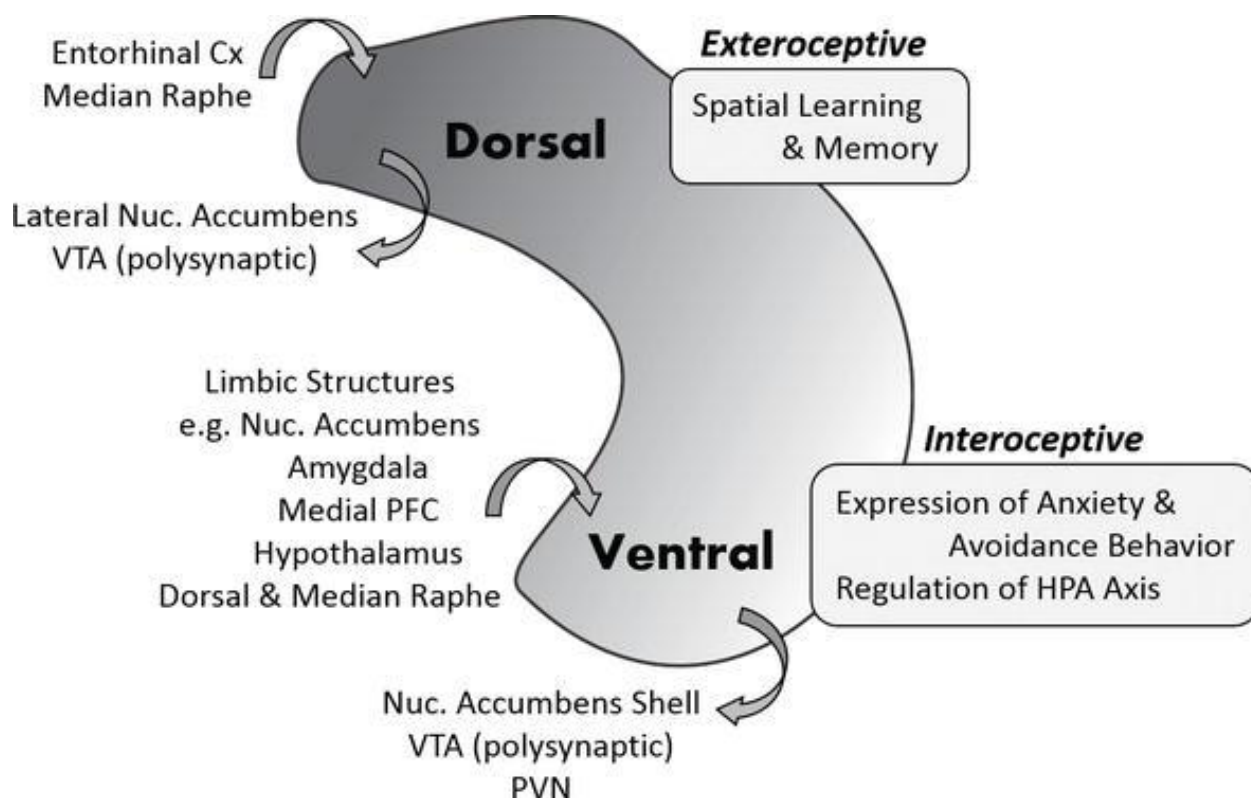 Entorhinal Cx
Median Raphe
Exteroceptive
Spatial Learning
& Memory
Dorsal
Lateral Nuc. Accumbens
VTA (polysynaptic)
Limbic Structures
e.g. Nuc. Accumbens
Amygdala
Medial PFC
Hypothalamus
Dorsal & Median Raphe
Ventral
Interoceptive
Expression of Anxiety &
Avoidance Behavior
Regulation of HPA Axis
Nuc. Accumbens Shell
VTA (polysynaptic)
PVN